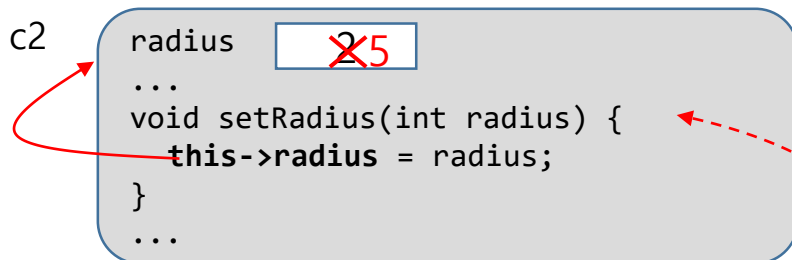 c2
radius 2 5
...
void setRadius(int radius) {
this->radius = radius;
}
...